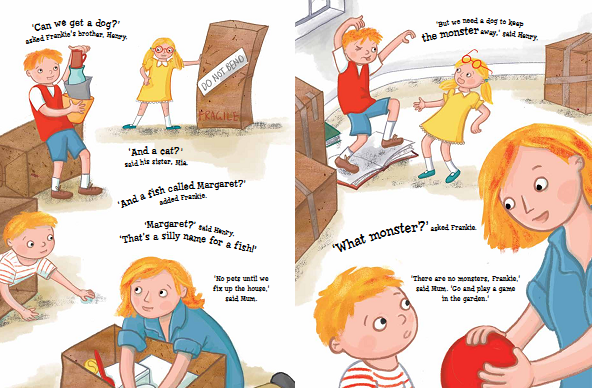 'Can we get a dog?'
asked Frankie's brother, Henry.
DO NOT BEND
FRAGILE
'And a cat?'
said his sister, Mia.
'And a fish called Margaret?'
added Frankie.
'Margaret?' said Henry.
'That's a silly name for a fish!'
'No pets until we
fix up the house,'
said Mum.
'But we need a dog to keep
the monster away,' said Henry.
'What monster?' asked Frankie.
'There are no monsters, Frankie,'
said Mum. 'Go and play a game
in the garden.'